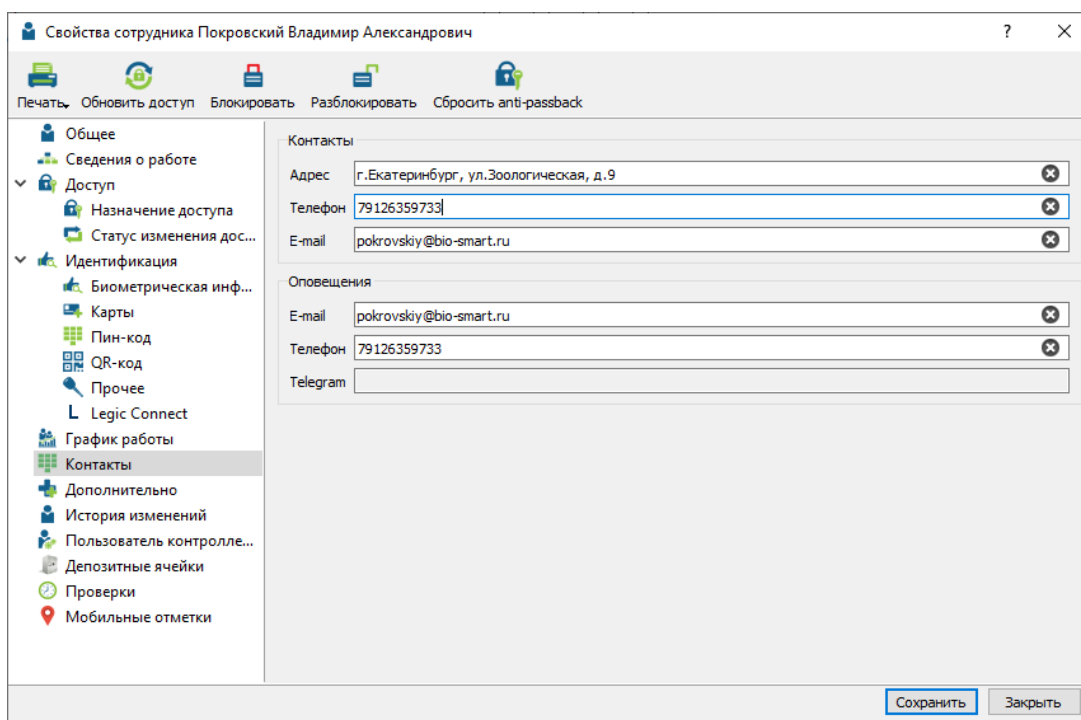 Свойства сотрудника Покровский Владимир Александрович
Печать Обновить доступ Блокировать Разблокировать Сбросить anti-passback
Общее
Сведения о работе
Доступ
Назначение доступа
Статус изменения дос...
Идентификация
Биометрическая инф...
Карты
Пин-код
QR-код
Прочее
L Legic Connect
График работы
Контакты
Дополнительно
История изменений
Пользователь контролле...
Депозитные ячейки
Проверки
Мобильные отметки
Контакты
Адрес г.Екатеринбург, ул.Зоологическая, д.9
Телефон 79126359733
E-mail pokrovskiy@bio-smart.ru
Оповещения
E-mail pokrovskiy@bio-smart.ru
Телефон 79126359733
Telegram
Сохранить Закрыть